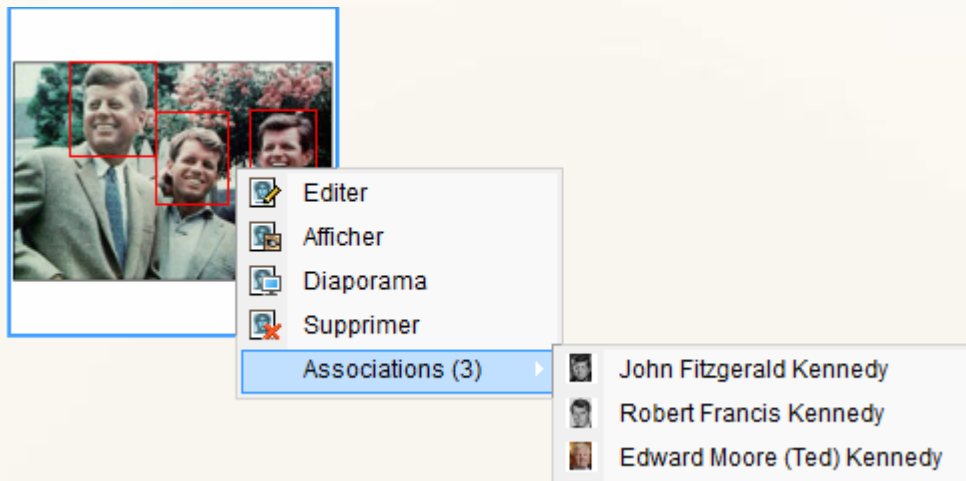 Editer
Afficher
Diaporama
Supprimer
Associations (3)
John Fitzgerald Kennedy
Robert Francis Kennedy
Edward Moore (Ted) Kennedy